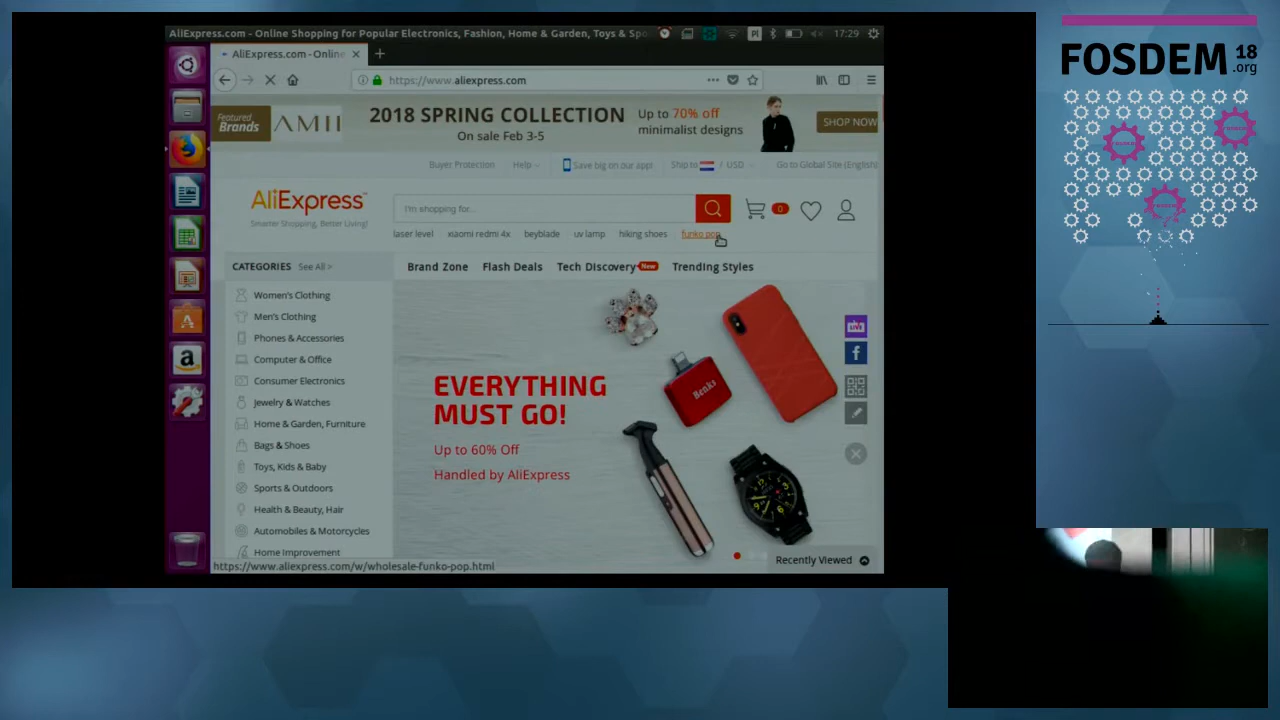 AliExpress.com - Online Shopping for Popular Electronics, Fashion, Home & Garden, Toys & Spo
Pl
17:29
AliExpress.com - Online
https://www.aliexpress.com
Featured Brands
AMII
2018 SPRING COLLECTION
On sale Feb 3-5
Up to 70% off
minimalist designs
SHOP NOW
Buyer Protection
Help
Save big on our app!
Ship to / USD
Go to Global Site (English)
AliExpress
Smarter Shopping, Better Living!
I'm shopping for...
0
laser level
xiaomi redmi 4x
beyblade
uv lamp
hiking shoes
funko pop
CATEGORIES See All >
Brand Zone
Flash Deals
Tech Discovery New
Trending Styles
Women's Clothing
Men's Clothing
Phones & Accessories
Computer & Office
Consumer Electronics
Jewelry & Watches
Home & Garden, Furniture
Bags & Shoes
Toys, Kids & Baby
Sports & Outdoors
Health & Beauty, Hair
Automobiles & Motorcycles
Home Improvement
EVERYTHING
MUST GO!
Up to 60% Off
Handled by AliExpress
Benks
Recently Viewed
https://www.aliexpress.com/w/wholesale-funko-pop.html
FOSDEM 18
.org